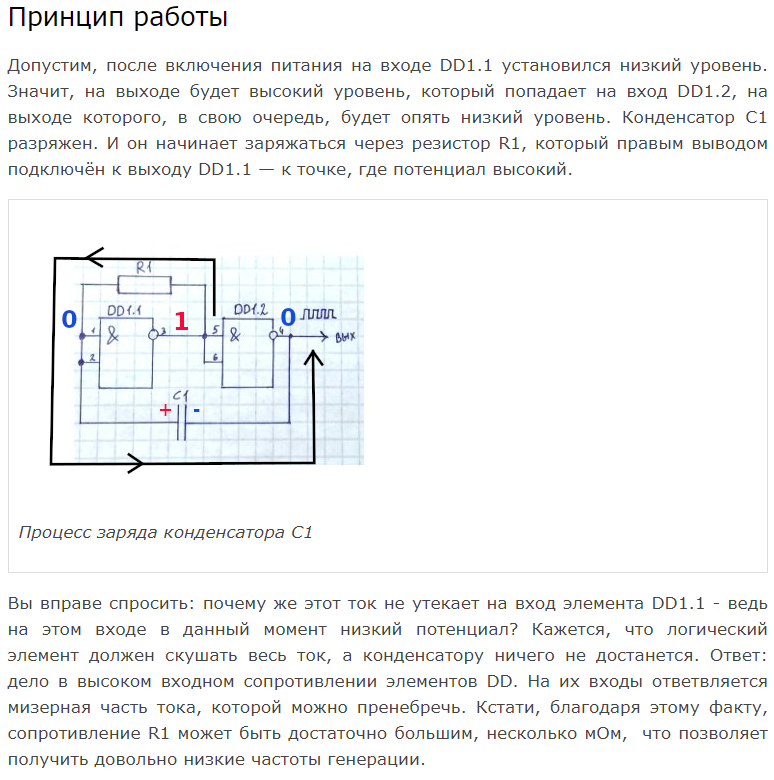 Принцип работы
Допустим, после включения питания на входе DD1.1 установился низкий уровень.
Значит, на выходе будет высокий уровень, который попадает на вход DD1.2, на
выходе которого, в свою очередь, будет опять низкий уровень. Конденсатор C1
разряжен. И он начинает заряжаться через резистор R1, который правым выводом
подключён к выходу DD1.1 — к точке, где потенциал высокий.
R1
DD1.1
DD1.2
0
1
&
3
1
5
&
0
4
вых
2
6
C1
+
-
Процесс заряда конденсатора C1
Вы вправе спросить: почему же этот ток не утекает на вход элемента DD1.1 - ведь
на этом входе в данный момент низкий потенциал? Кажется, что логический
элемент должен скушать весь ток, а конденсатору ничего не достанется. Ответ:
дело в высоком входном сопротивлении элементов DD. На их входы ответвляется
мизерная часть тока, которой можно пренебречь. Кстати, благодаря этому факту,
сопротивление R1 может быть достаточно большим, несколько мОм, что позволяет
получить довольно низкие частоты генерации.